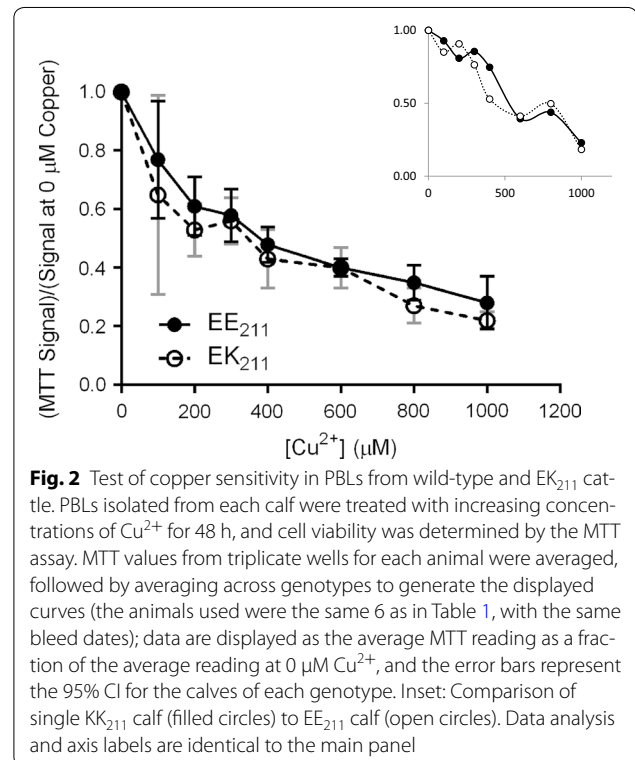 1.00
0.50
0.00
0 500 1000
1.0
0.8
0.6
0.4
0.2
0.0
(MTT Signal)/(Signal at 0 μM Copper)
EE211
EK211
0 200 400 600 800 1000 1200
[Cu2+] (μM)
Fig. 2 Test of copper sensitivity in PBLs from wild-type and EK211 cat-
tle. PBLs isolated from each calf were treated with increasing concen-
trations of Cu2+ for 48 h, and cell viability was determined by the MTT
assay. MTT values from triplicate wells for each animal were averaged,
followed by averaging across genotypes to generate the displayed
curves (the animals used were the same 6 as in Table 1, with the same
bleed dates); data are displayed as the average MTT reading as a frac-
tion of the average reading at 0 μM Cu2+, and the error bars represent
the 95% CI for the calves of each genotype. Inset: Comparison of
single KK211 calf (filled circles) to EE211 calf (open circles). Data analysis
and axis labels are identical to the main panel